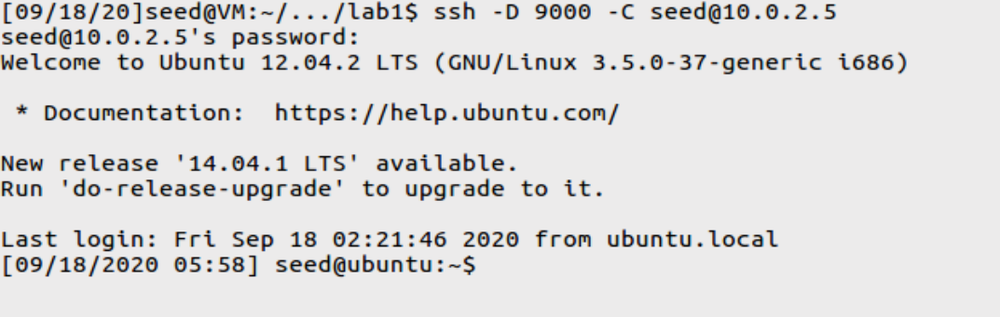 [09/18/20]seed@VM:~/.../lab1$ ssh -D 9000 -C seed@10.0.2.5
seed@10.0.2.5's password:
Welcome to Ubuntu 12.04.2 LTS (GNU/Linux 3.5.0-37-generic i686)

 * Documentation:  https://help.ubuntu.com/

New release '14.04.1 LTS' available.
Run 'do-release-upgrade' to upgrade to it.

Last login: Fri Sep 18 02:21:46 2020 from ubuntu.local
[09/18/2020 05:58] seed@ubuntu:~$